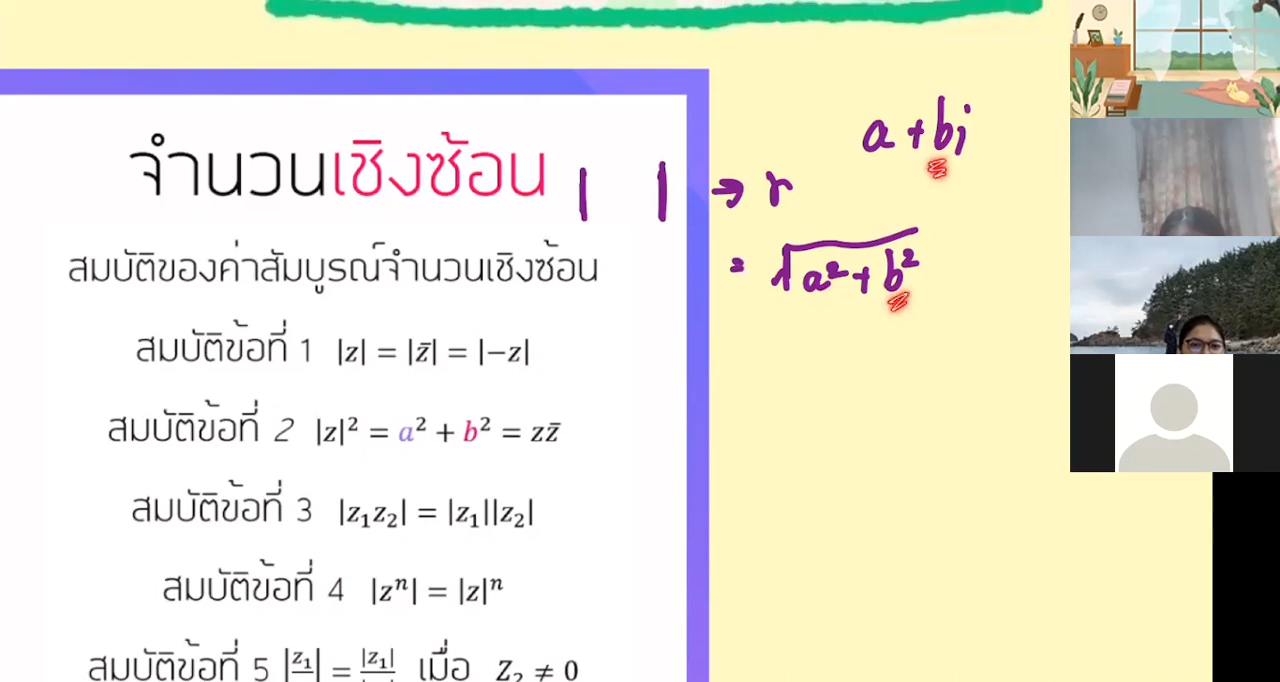 จำนวนเชิงซ้อน
| | → r
a + bi
= √a² + b²
สมบัติของค่าสัมบูรณ์จำนวนเชิงซ้อน
สมบัติข้อที่ 1 |z| = |z̄| = |−z|
สมบัติข้อที่ 2 |z|² = a² + b² = zz̄
สมบัติข้อที่ 3 |z₁z₂| = |z₁||z₂|
สมบัติข้อที่ 4 |zⁿ| = |z|ⁿ
สมบัติข้อที่ 5 |z₁/ | = |z₁|/ เมื่อ Z₂ ≠ 0